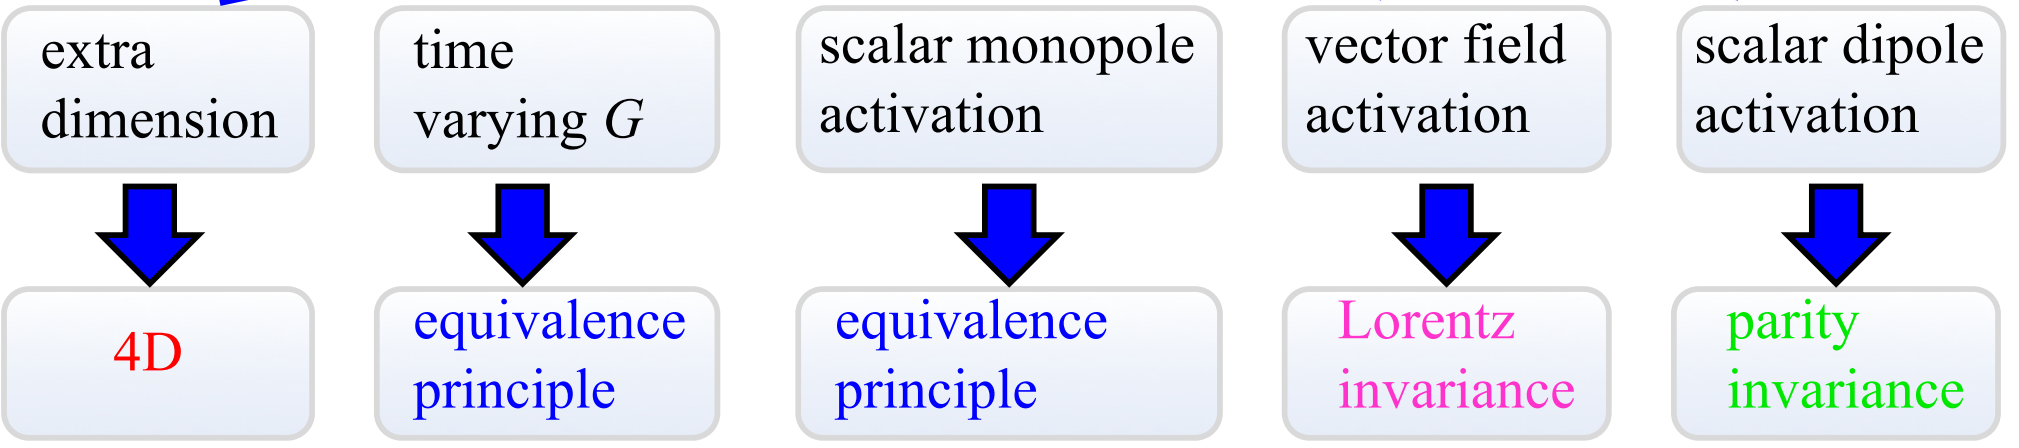 extra
dimension
time
varying G
scalar monopole
activation
vector field
activation
scalar dipole
activation
4D
equivalence
principle
equivalence
principle
Lorentz
invariance
parity
invariance